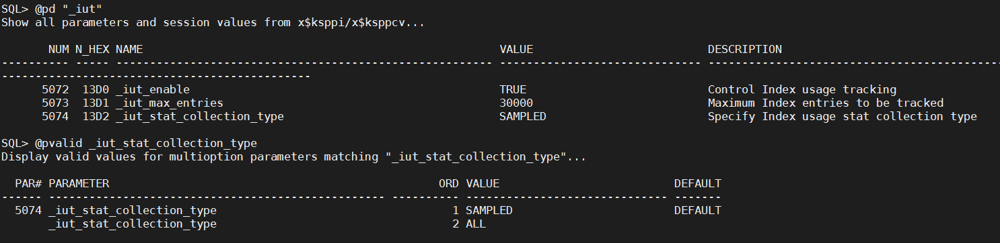 SQL> @pd "_iut"
Show all parameters and session values from x$ksppi/x$ksppcv...
NUM N_HEX NAME VALUE DESCRIPTION
---------- ----- -------------------------------------------------------- ------------------------------ --------------------------------------------
----------------------------------------------
5072 13D0 _iut_enable TRUE Control Index usage tracking
5073 13D1 _iut_max_entries 30000 Maximum Index entries to be tracked
5074 13D2 _iut_stat_collection_type SAMPLED Specify Index usage stat collection type
SQL> @pvalid _iut_stat_collection_type
Display valid values for multioption parameters matching "_iut_stat_collection_type"...
PAR# PARAMETER ORD VALUE DEFAULT
------ -------------------------------------------------- ---------- ------------------------------ -------
5074 _iut_stat_collection_type 1 SAMPLED DEFAULT
_iut_stat_collection_type 2 ALL